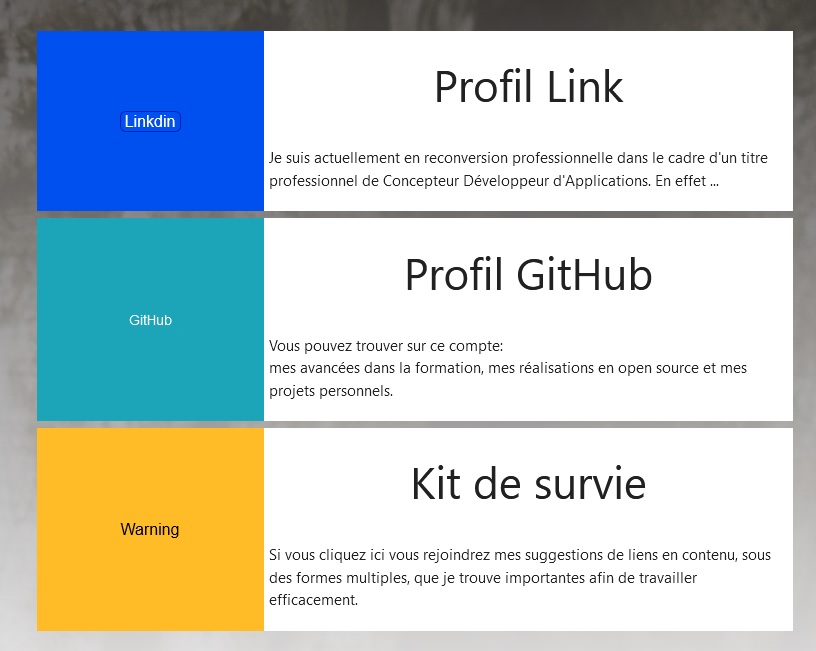 Linkdin
Profil Link
Je suis actuellement en reconversion professionnelle dans le cadre d'un titre
professionnel de Concepteur Développeur d'Applications. En effet ...
GitHub
Profil GitHub
Vous pouvez trouver sur ce compte:
mes avancées dans la formation, mes réalisations en open source et mes
projets personnels.
Warning
Kit de survie
Si vous cliquez ici vous rejoindrez mes suggestions de liens en contenu, sous
des formes multiples, que je trouve importantes afin de travailler
efficacement.